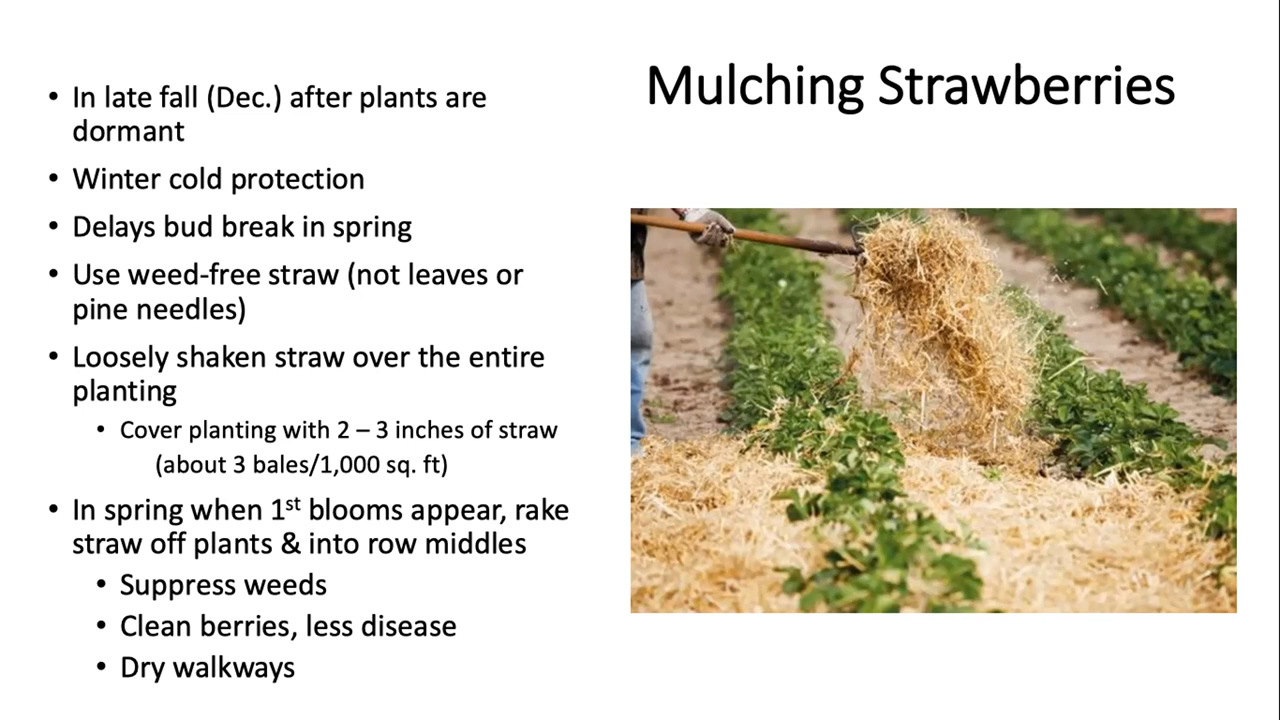 Mulching Strawberries
• In late fall (Dec.) after plants are
dormant
• Winter cold protection
• Delays bud break in spring
• Use weed-free straw (not leaves or
pine needles)
• Loosely shaken straw over the entire
planting
• Cover planting with 2 – 3 inches of straw
(about 3 bales/1,000 sq. ft)
• In spring when 1st blooms appear, rake
straw off plants & into row middles
• Suppress weeds
• Clean berries, less disease
• Dry walkways